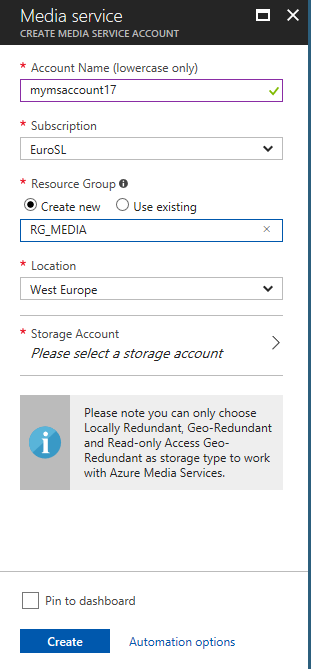 Media service
CREATE MEDIA SERVICE ACCOUNT
* Account Name (lowercase only)
mymsaccount17
* Subscription
EuroSL
* Resource Group
Create new Use existing
RG_MEDIA
* Location
West Europe
* Storage Account
Please select a storage account
Please note you can only choose
Locally Redundant, Geo-Redundant
and Read-only Access Geo-
Redundant as storage type to work
with Azure Media Services.
Pin to dashboard
Create Automation options